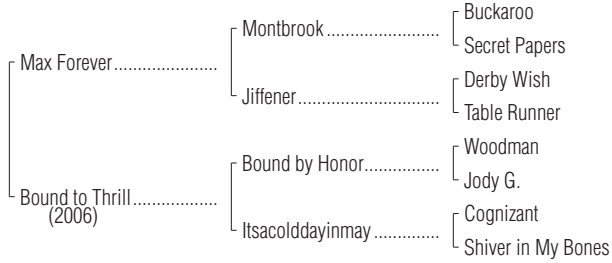 Buckaroo
Montbrook ......................
Secret Papers
Max Forever.....................
Derby Wish
Jiffener............................
Table Runner
Woodman
Bound by Honor...............
Jody G.
Bound to Thrill.................
(2006)
Cognizant
Itsacolddayinmay .............
Shiver in My Bones